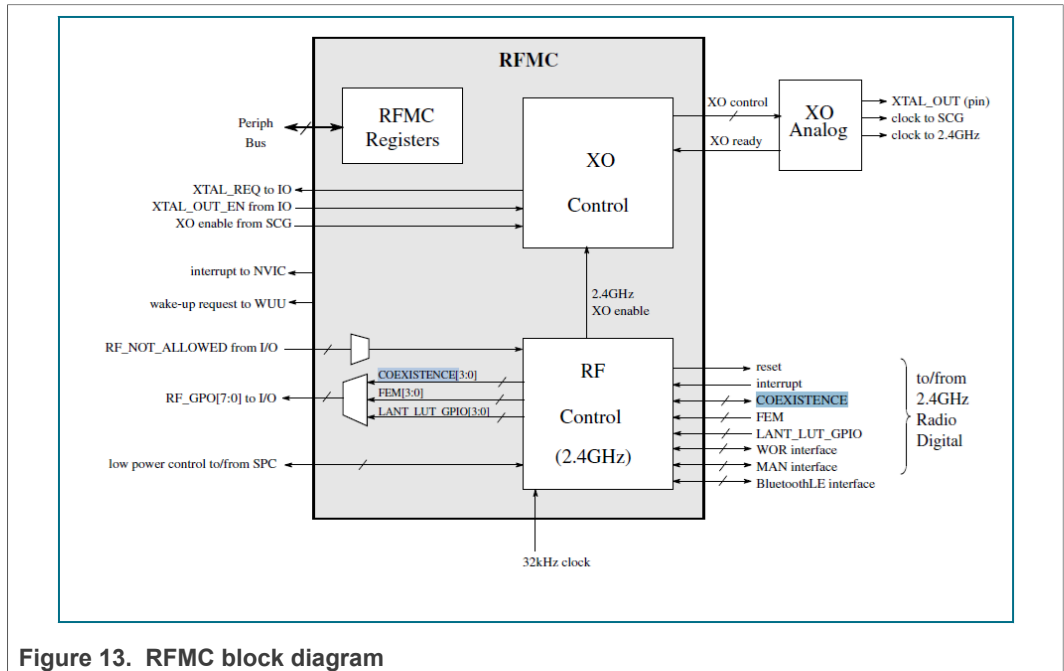 RFMC
RFMC
Registers
Periph
Bus
XO
Control
XO control
XO ready
XO
Analog
XTAL_OUT (pin)
clock to SCG
clock to 2.4GHz
XTAL_REQ to IO
XTAL_OUT_EN from IO
XO enable from SCG
interrupt to NVIC
wake-up request to WUU
2.4GHz
XO enable
RF_NOT_ALLOWED from I/O
RF_GPO[7:0] to I/O
COEXISTENCE[3:0]
FEM[3:0]
LANT_LUT_GPIO[3:0]
low power control to/from SPC
RF
Control
(2.4GHz)
reset
interrupt
COEXISTENCE
FEM
LANT_LUT_GPIO
WOR interface
MAN interface
BluetoothLE interface
to/from
2.4GHz
Radio
Digital
32kHz clock
Figure 13. RFMC block diagram